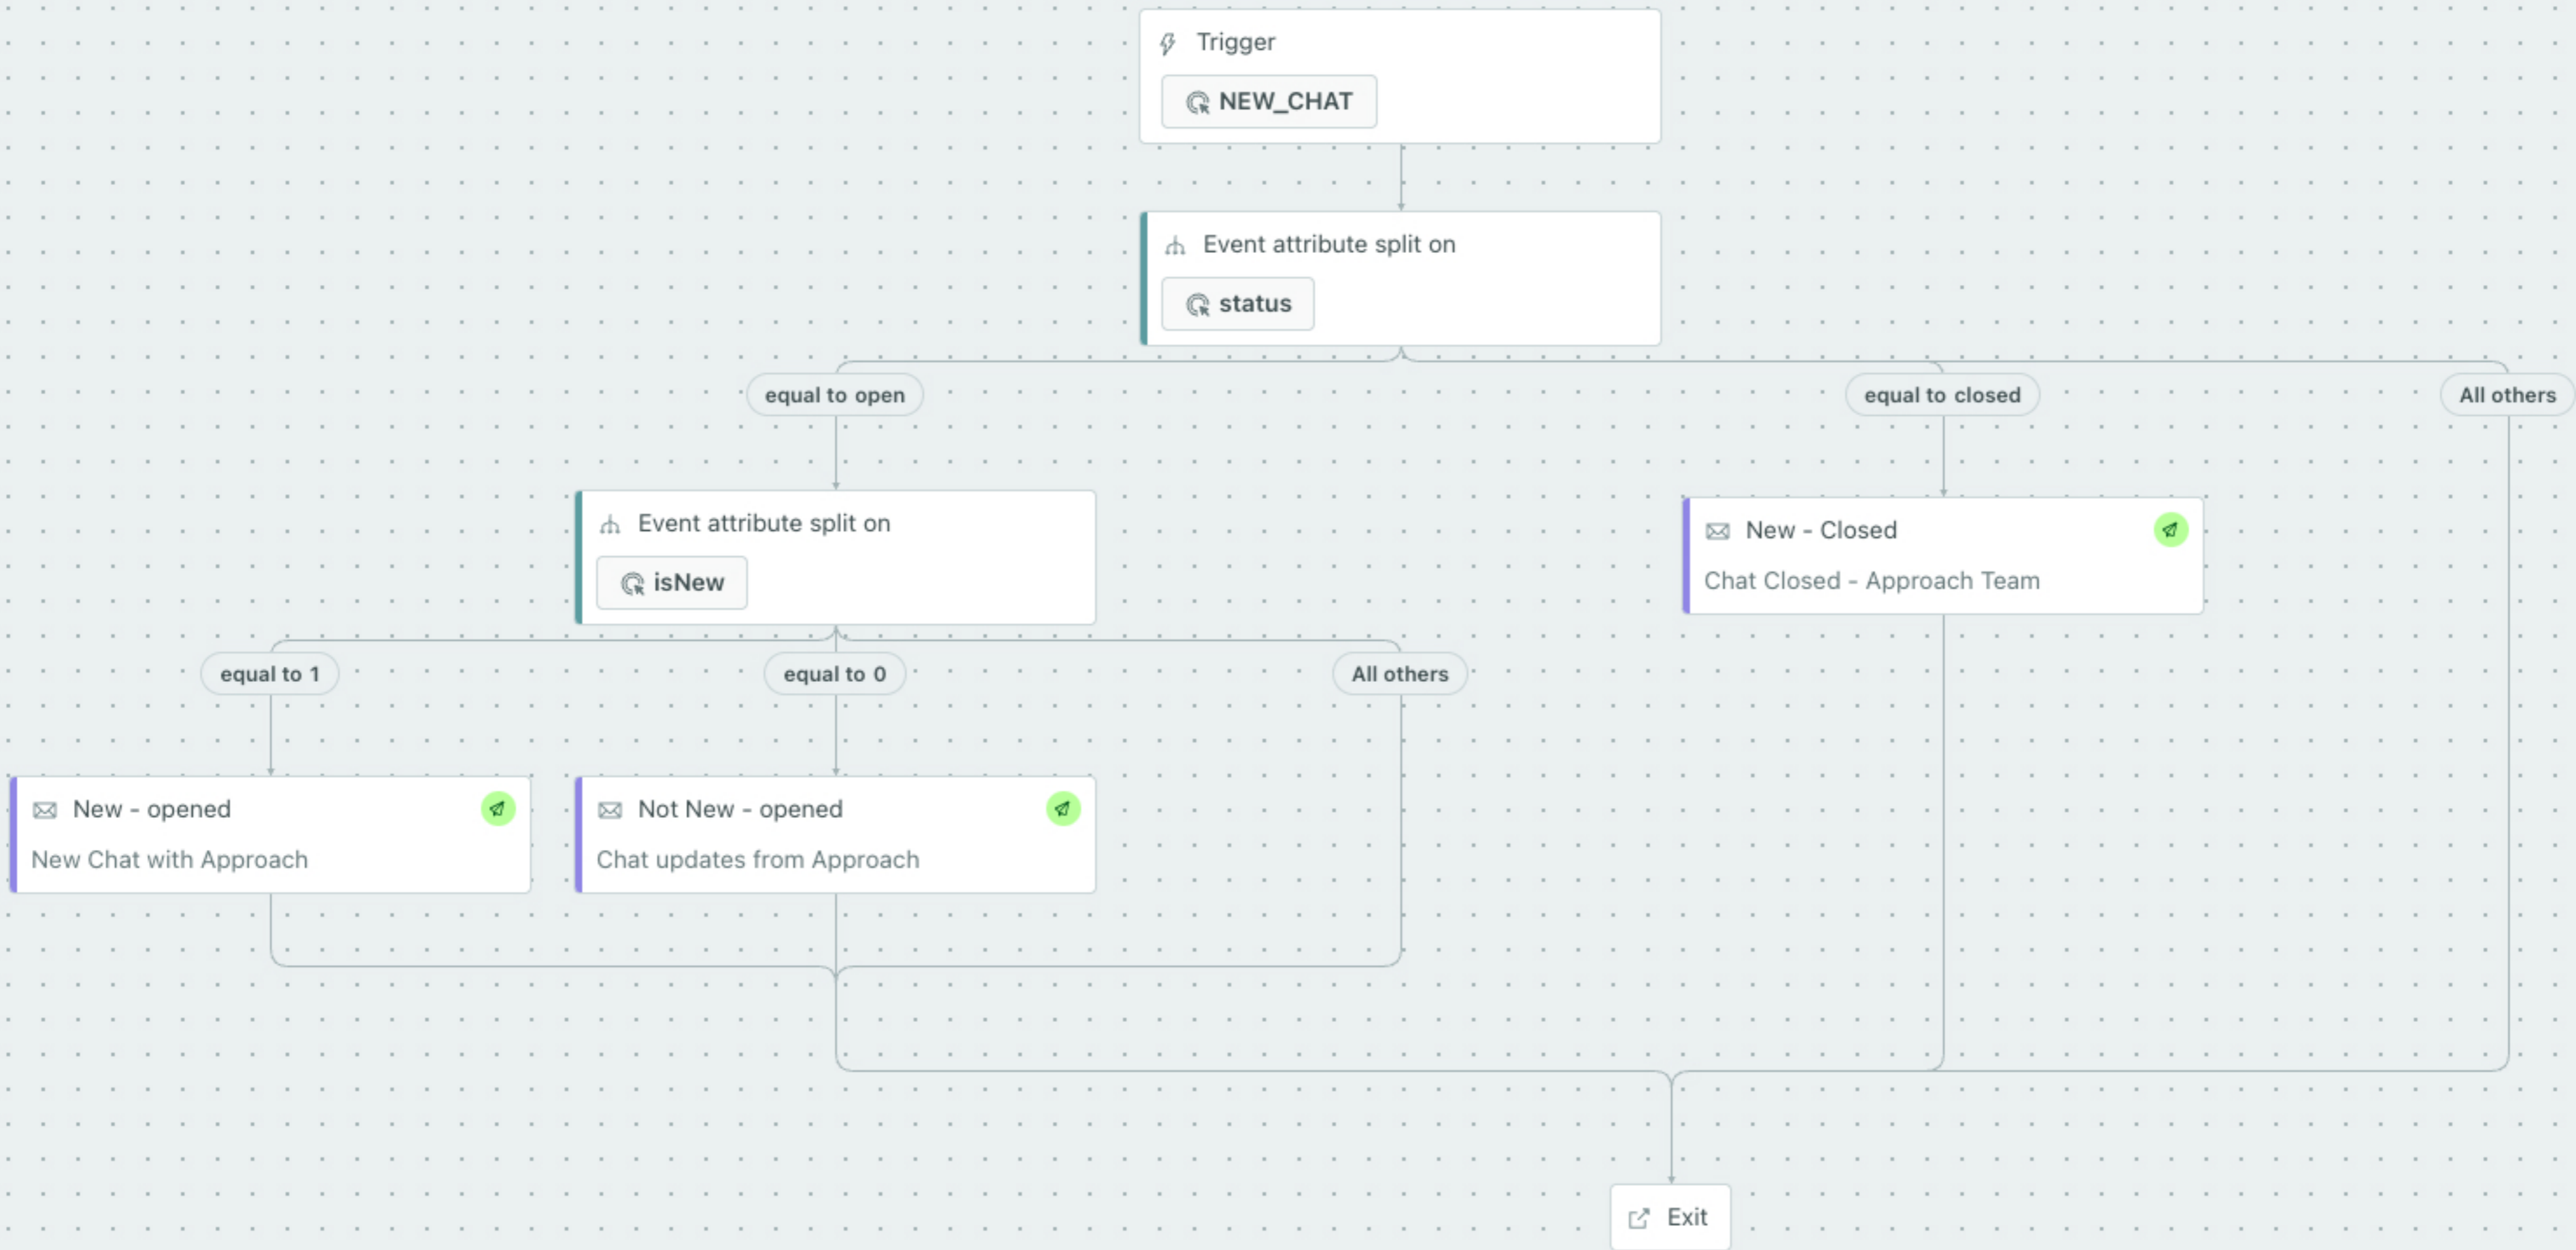 Trigger
NEW_CHAT
Event attribute split on
status
equal to open
equal to closed
All others
Event attribute split on
isNew
New - Closed
Chat Closed - Approach Team
equal to 1
equal to 0
All others
New - opened
New Chat with Approach
Not New - opened
Chat updates from Approach
Exit